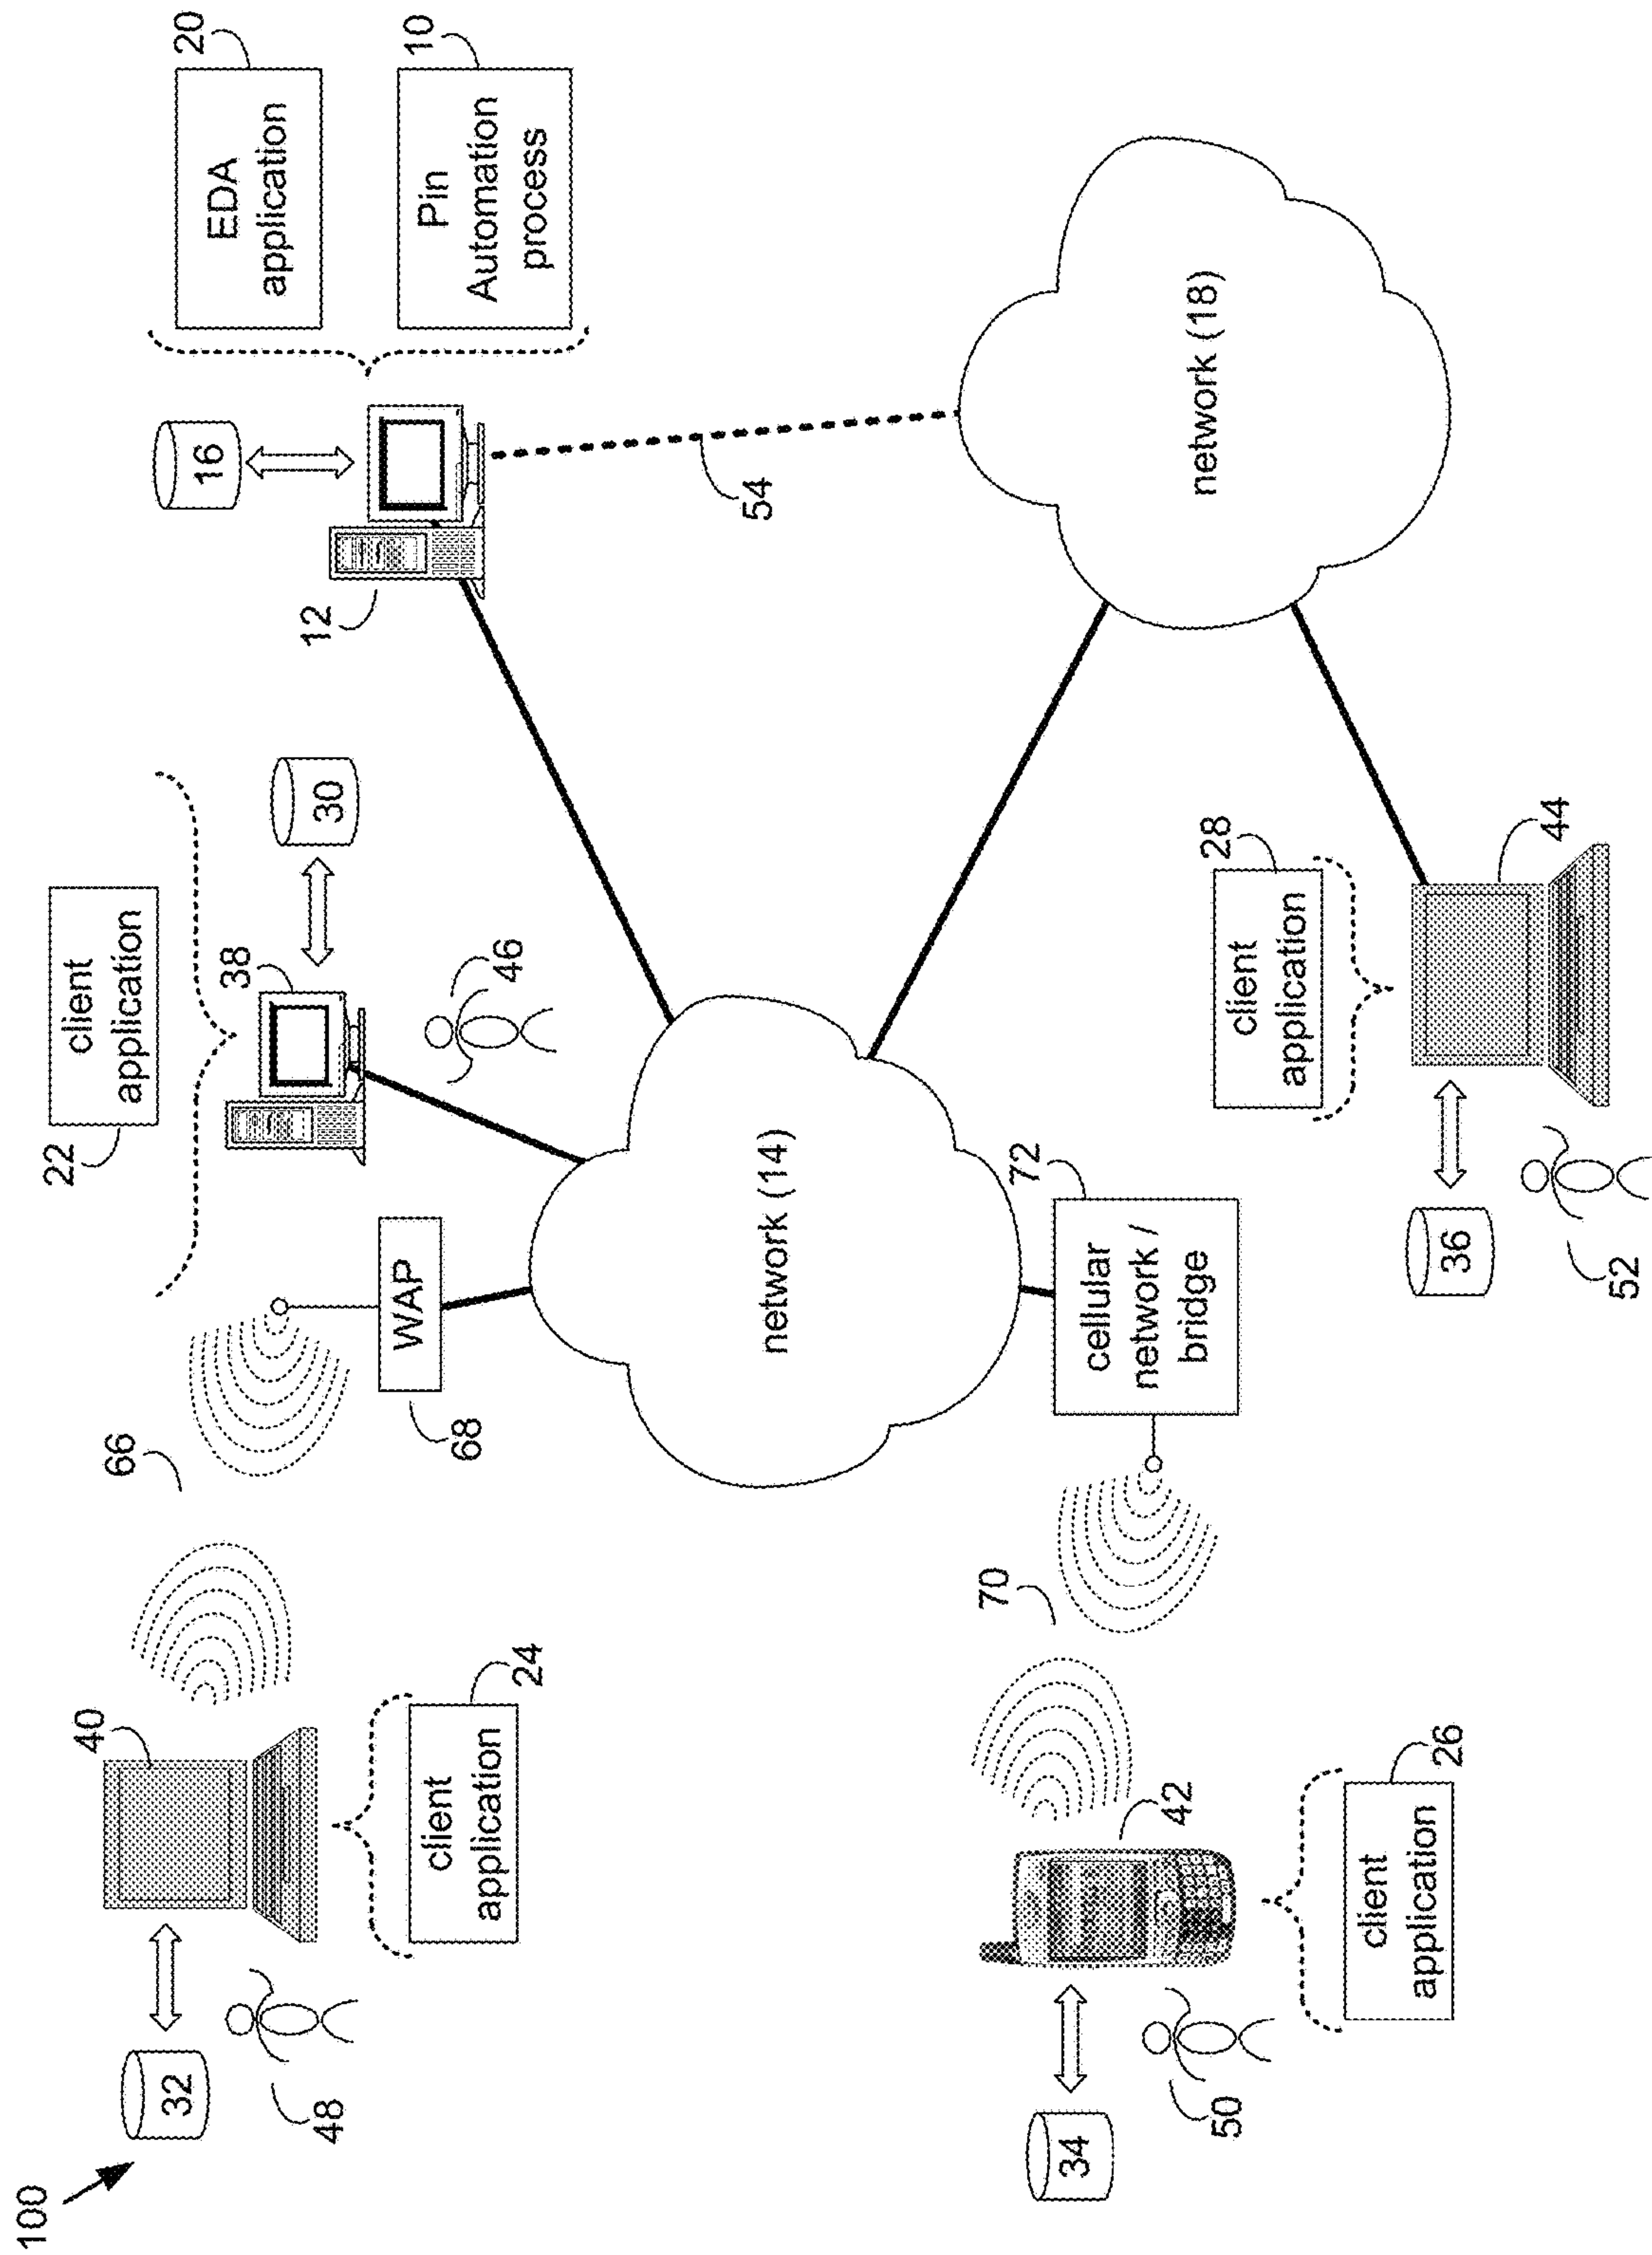 100
32
48
40
client
application
24
66
WAP
68
client
application
22
38
30
46
16
12
EDA
application
20
Pin
Automation
process
10
54
network (14)
network (18)
34
50
42
client
application
26
70
cellular
network /
bridge
72
36
52
client
application
28
44